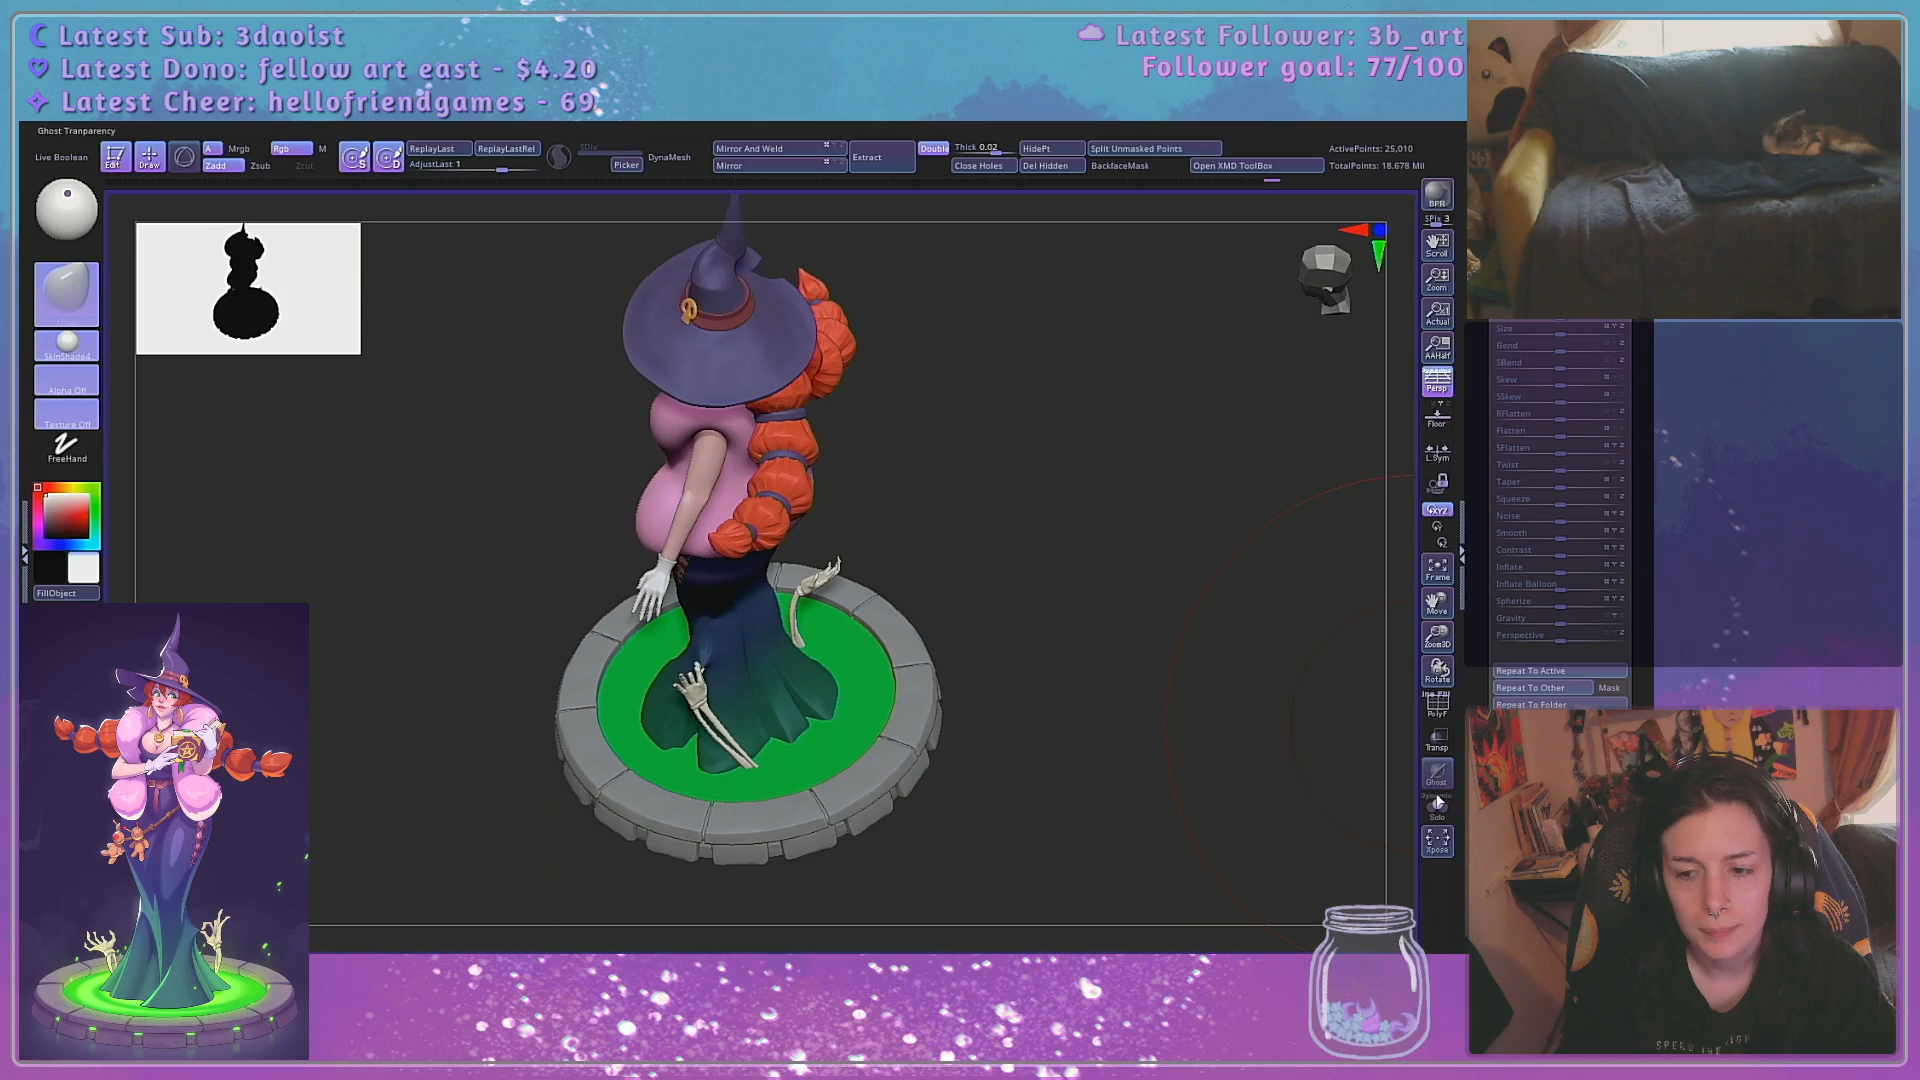 Latest Sub: 3daoist
Latest Dono: fellow art east - $4.20
Latest Cheer: hellofriendgames - 69
Latest Follower: 3b_art
Follower goal: 77/100
Ghost Tranparency
Live Boolean
Edit
Draw
A
Mrgb
Rgb
M
Zadd
Zsub
Zcut
S
D
ReplayLast
ReplayLastRel
AdjustLast 1
SDiv
Picker
DynaMesh
Mirror And Weld
Mirror
Extract
Double
Thick 0.02
Close Holes
HidePt
Del Hidden
Split Unmasked Points
BackfaceMask
Open XMD ToolBox
ActivePoints: 25,010
TotalPoints: 18.678 Mil
SkinShade4
Alpha Off
Texture Off
FreeHand
FillObject
BPR
SPix 3
Scroll
Zoom
Actual
AAHalf
Persp
Floor
L.Sym
XYZ
Frame
Move
Zoom3D
Rotate
PolyF
Transp
Ghost
Dynamic
Solo
Xpose
Size
Bend
SBend
Skew
SSkew
RFlatten
Flatten
SFlatten
Twist
Taper
Squeeze
Noise
Smooth
Contrast
Inflate
Inflate Balloon
Spherize
Gravity
Perspective
Repeat To Active
Repeat To Other
Mask
Repeat To Folder